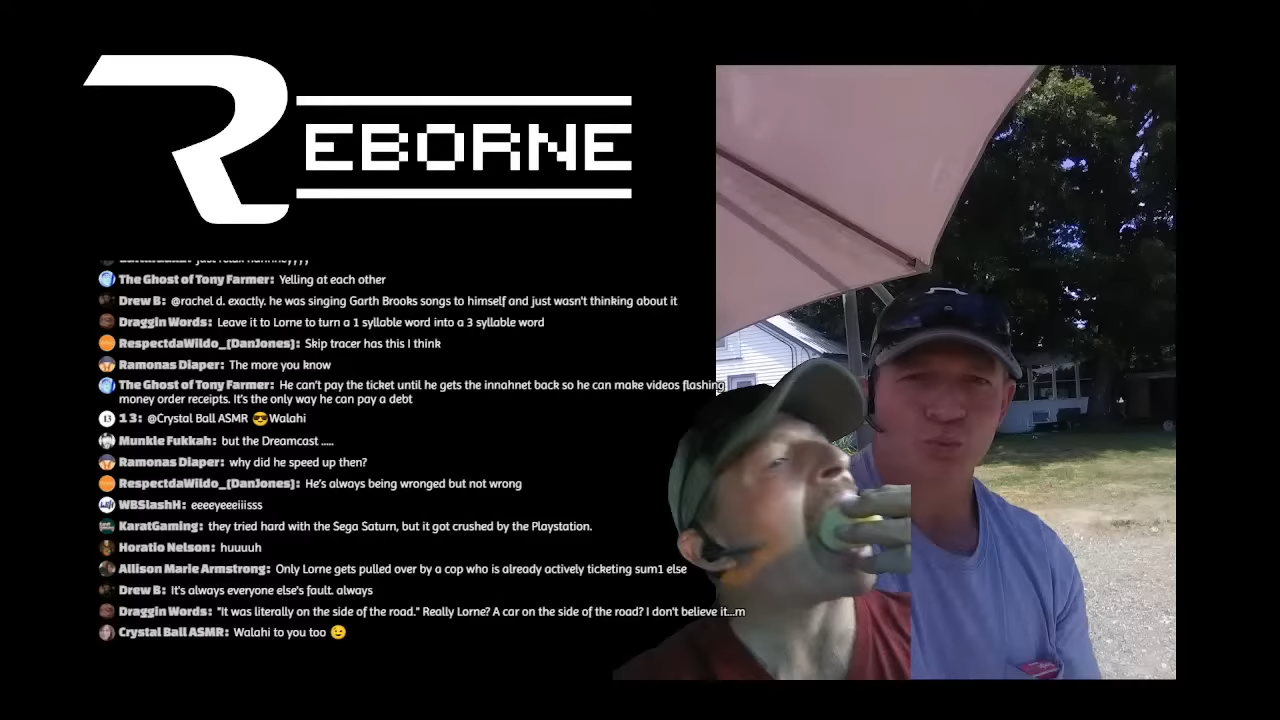 REBORNE
just relax hunnneyyyy
The Ghost of Tony Farmer: Yelling at each other
Drew B: @rachel d. exactly. he was singing Garth Brooks songs to himself and just wasn't thinking about it
Draggin Words: Leave it to Lorne to turn a 1 syllable word into a 3 syllable word
RespectdaWildo_(DanJones): Skip tracer has this I think
Ramonas Diaper: The more you know
The Ghost of Tony Farmer: He can't pay the ticket until he gets the innahnet back so he can make videos flashing
money order receipts. It's the only way he can pay a debt
13 1 3: @Crystal Ball ASMR 😎Walahi
Munkle Fukkah: but the Dreamcast .....
Ramonas Diaper: why did he speed up then?
RespectdaWildo_(DanJones): He's always being wronged but not wrong
WBSlashH: eeeeyeeeiiisss
KaratGaming: they tried hard with the Sega Saturn, but it got crushed by the Playstation.
Horatio Nelson: huuuuh
Allison Marie Armstrong: Only Lorne gets pulled over by a cop who is already actively ticketing sum1 else
Drew B: It's always everyone else's fault. always
Draggin Words: "It was literally on the side of the road." Really Lorne? A car on the side of the road? I don't believe it...m
Crystal Ball ASMR: Walahi to you too 😉